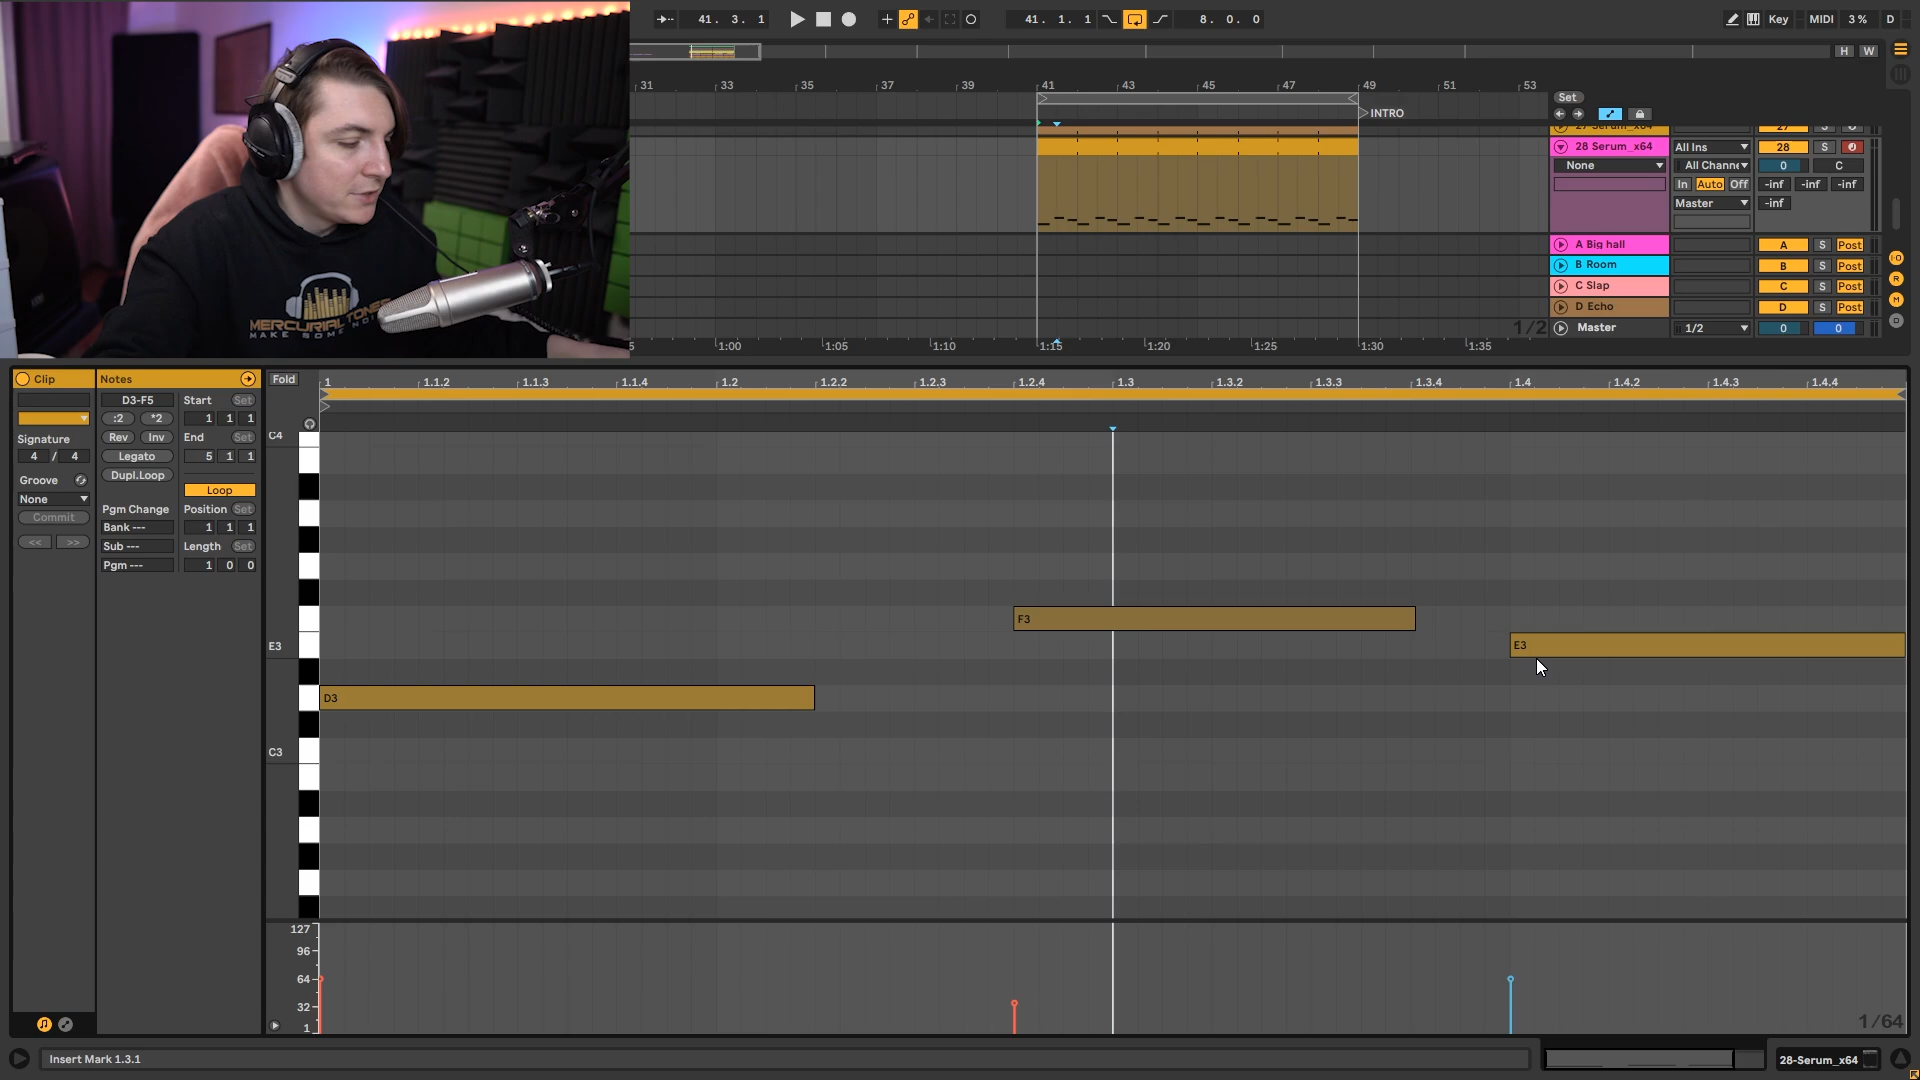 41. 3. 1
41. 1. 1
8. 0. 0
Key
MIDI
3 %
D
H
W
31
33
35
37
39
41
43
45
47
49
51
53
Set
INTRO
27 Serum_x64
27
S
28 Serum_x64
All Ins
28
S
None
All Channe
0
C
In
Auto
Off
-inf
-inf
-inf
Master
-inf
A Big hall
A
S
Post
B Room
B
S
Post
C Slap
C
S
Post
D Echo
D
S
Post
1/2
Master
1/2
0
0
I·O
R
M
D
5
1:00
1:05
1:10
1:15
1:20
1:25
1:30
1:35
MERCURIAL TONES
MAKE SOME NOI
Clip
Notes
Fold
1
1.1.2
1.1.3
1.1.4
1.2
1.2.2
1.2.3
1.2.4
1.3
1.3.2
1.3.3
1.3.4
1.4
1.4.2
1.4.3
1.4.4
D3-F5
Start
Set
:2
*2
1
1
1
Signature
Rev
Inv
End
Set
4 / 4
Legato
5
1
1
Groove
Dupl.Loop
None
Loop
Commit
Pgm Change
Position
Set
<<
>>
Bank ---
1
1
1
Sub ---
Length
Set
Pgm ---
1
0
0
C4
E3
C3
F3
E3
D3
127
96
64
32
1
1/64
Insert Mark 1.3.1
28-Serum_x64